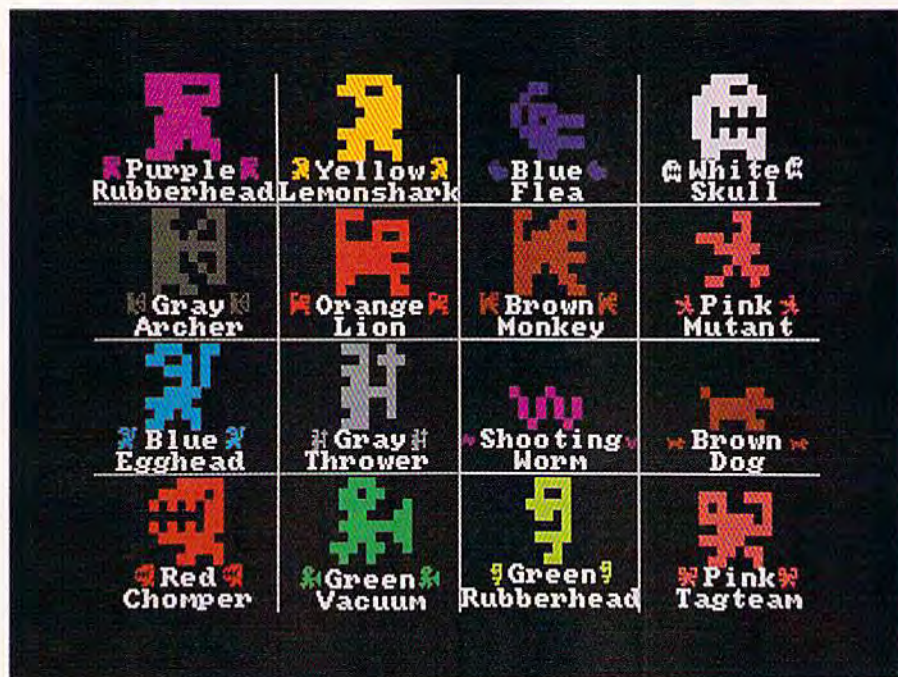 Purple
Rubberhead
Yellow
Lemonshark
Blue
Flea
White
Skull
Gray
Archer
Orange
Lion
Brown
Monkey
Pink
Mutant
Blue
Egghead
Gray
Thrower
Shooting
Worm
Brown
Dog
Red
Chomper
Green
Vacuum
Green
Rubberhead
Pink
Tagteam